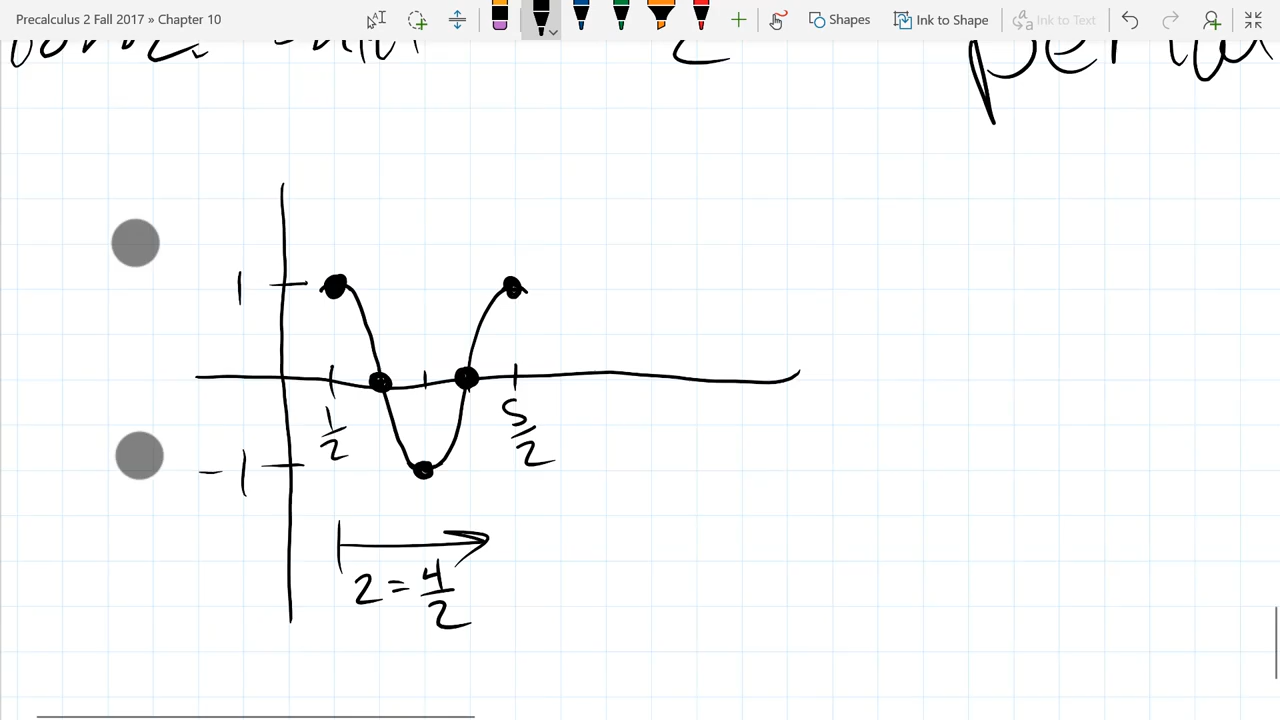 Precalculus 2 Fall 2017 » Chapter 10
Shapes
Ink to Shape
Ink to Text
2
1
1/2
5/2
-1
2 = 4/2